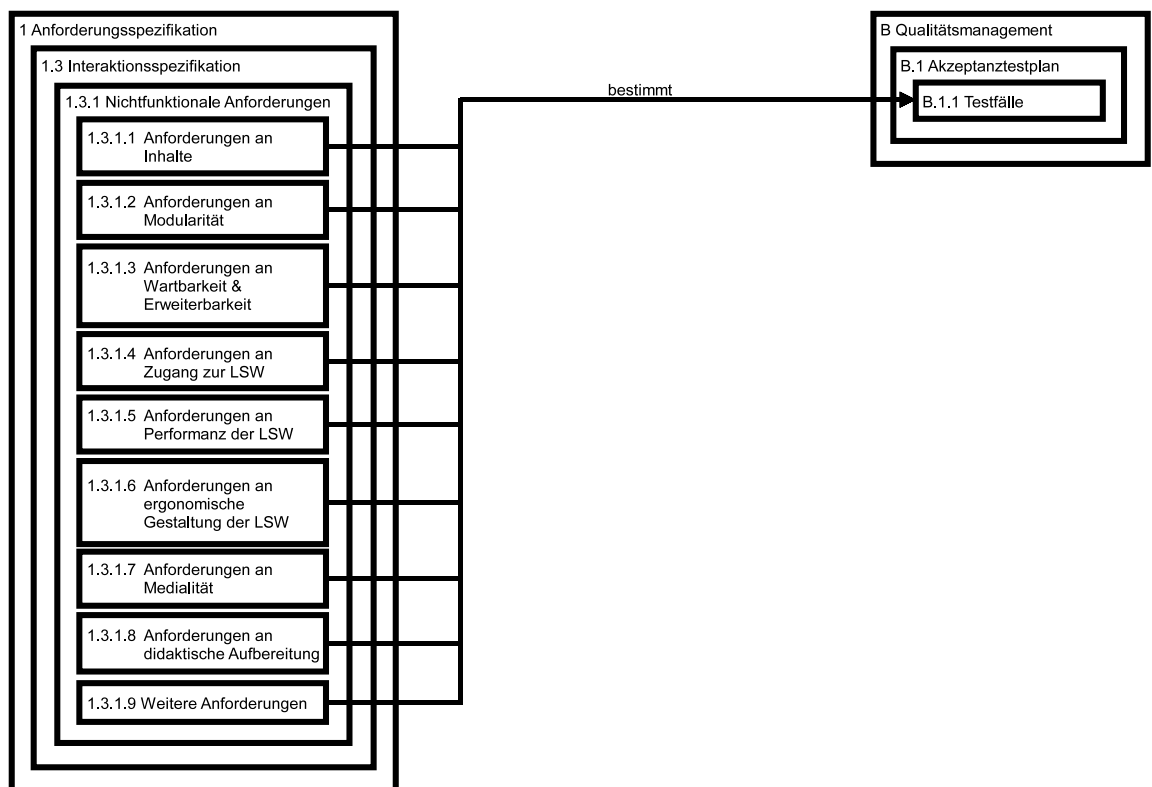 1 Anforderungsspezifikation
1.3 Interaktionsspezifikation
1.3.1 Nichtfunktionale Anforderungen
1.3.1.1 Anforderungen an
Inhalte
1.3.1.2 Anforderungen an
Modularität
1.3.1.3 Anforderungen an
Wartbarkeit &
Erweiterbarkeit
1.3.1.4 Anforderungen an
Zugang zur LSW
1.3.1.5 Anforderungen an
Performanz der LSW
1.3.1.6 Anforderungen an
ergonomische
Gestaltung der LSW
1.3.1.7 Anforderungen an
Medialität
1.3.1.8 Anforderungen an
didaktische Aufbereitung
1.3.1.9 Weitere Anforderungen
bestimmt
B Qualitätsmanagement
B.1 Akzeptanztestplan
B.1.1 Testfälle